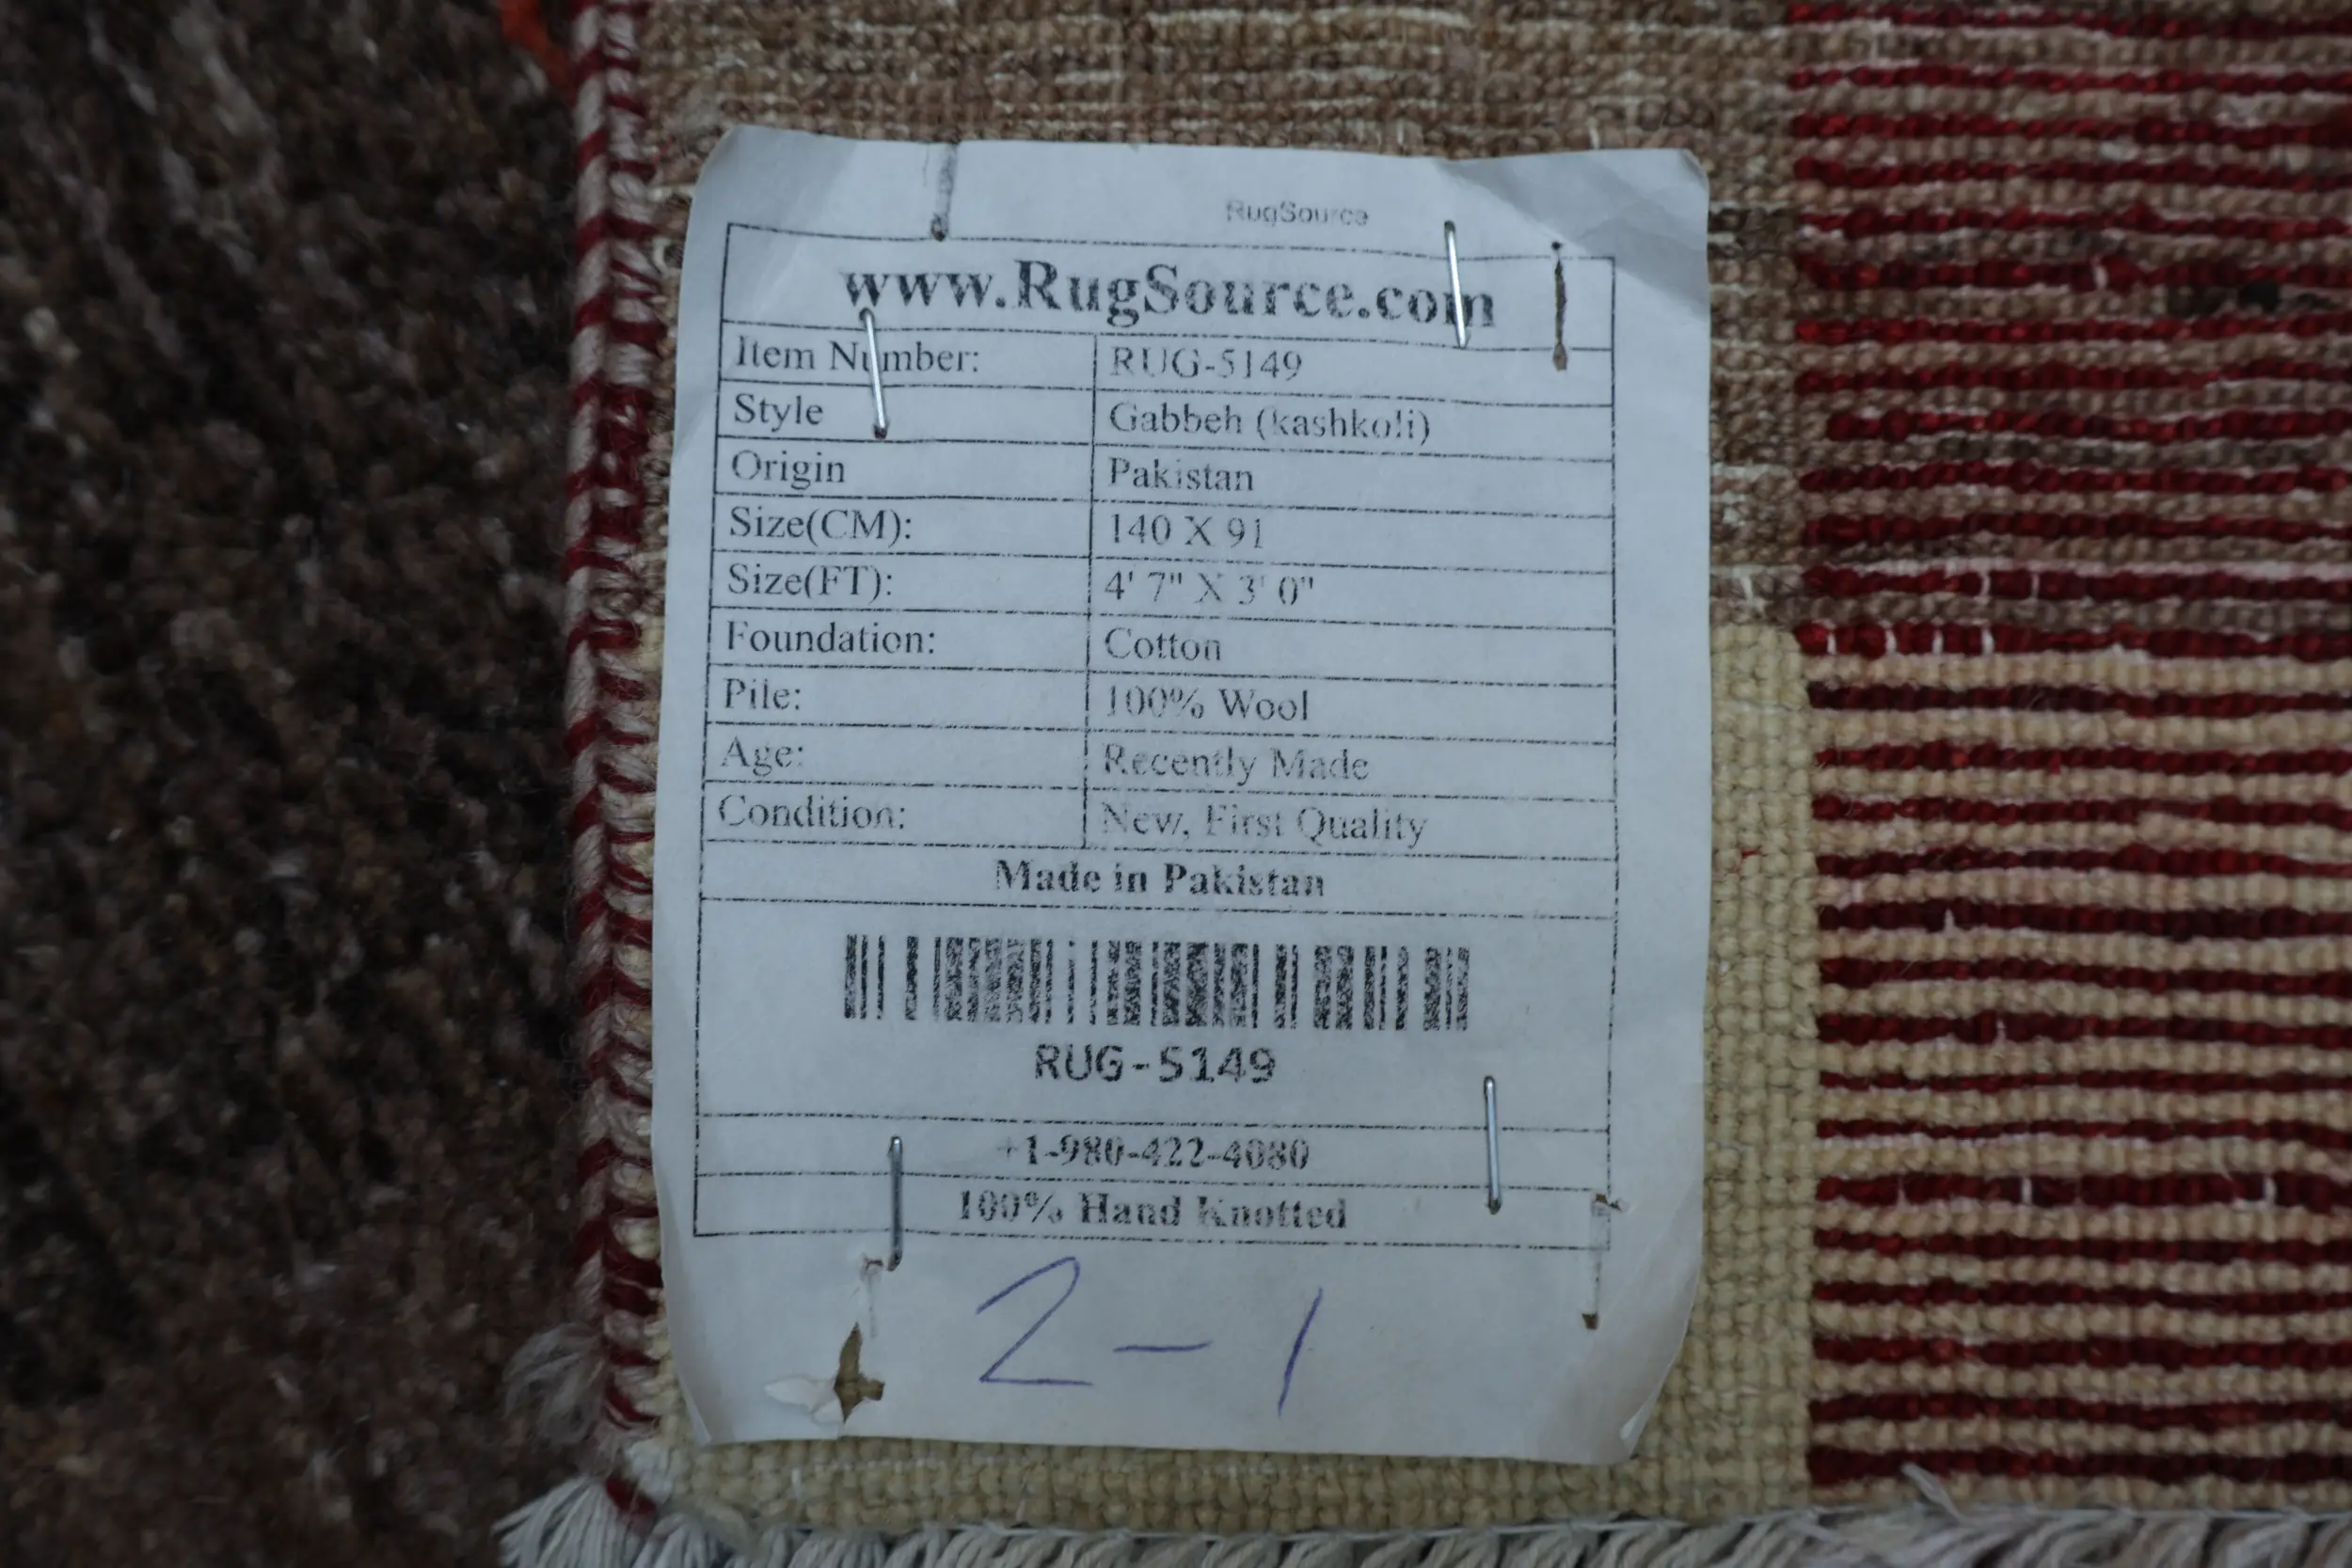 RugSource
www.RugSource.com
Item Number: RUG-5149
Style Gabbeh (kashkoli)
Origin Pakistan
Size(CM): 140 X 91
Size(FT): 4' 7" X 3' 0"
Foundation: Cotton
Pile: 100% Wool
Age: Recently Made
Condition: New, First Quality
Made in Pakistan
RUG-5149
+1-980-422-4080
100% Hand Knotted
2-1